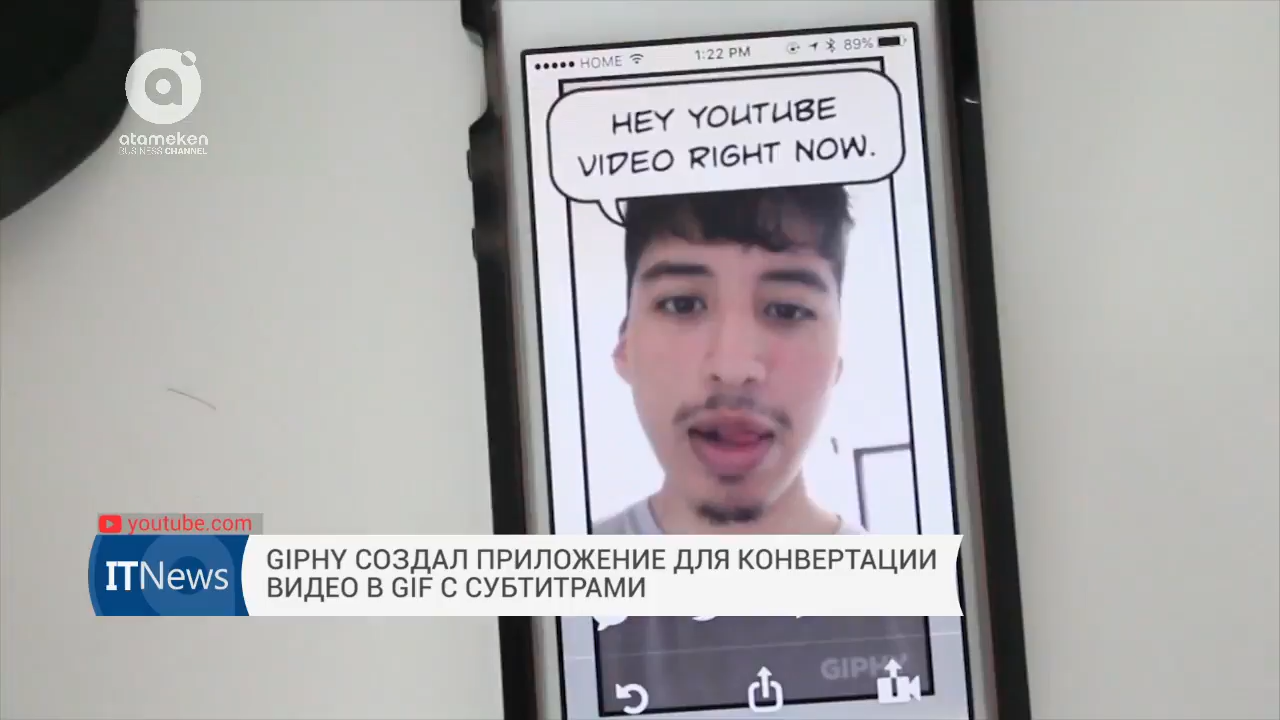 atameken
BUSINESS CHANNEL
HOME
1:22 PM
89%
HEY YOUTUBE
VIDEO RIGHT NOW.
youtube.com
ITNews
GIPHY СОЗДАЛ ПРИЛОЖЕНИЕ ДЛЯ КОНВЕРТАЦИИ
ВИДЕО В GIF С СУБТИТРАМИ
GIPHY